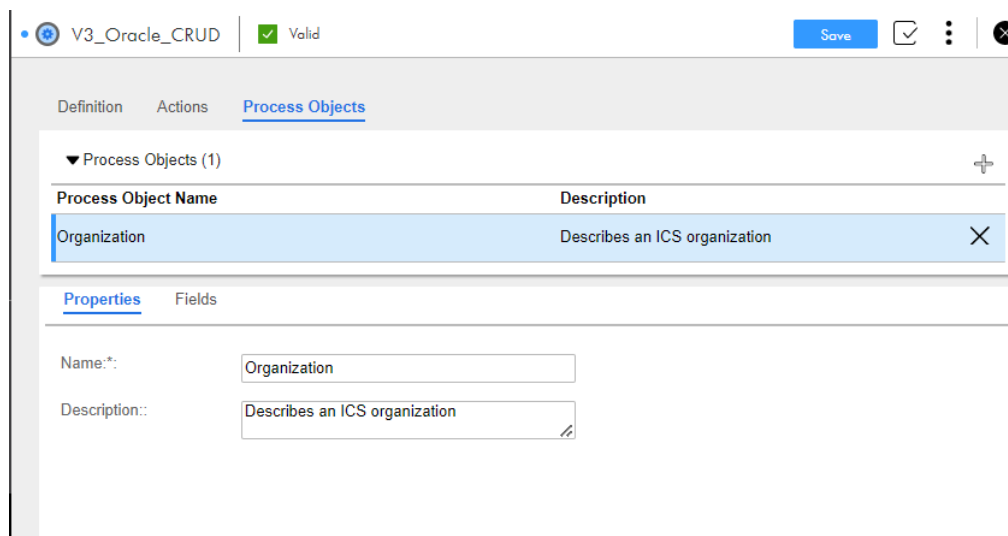 V3_Oracle_CRUD Valid Save
Definition Actions Process Objects
Process Objects (1)
Process Object Name Description
Organization Describes an ICS organization
Properties Fields
Name:*: Organization
Description:: Describes an ICS organization